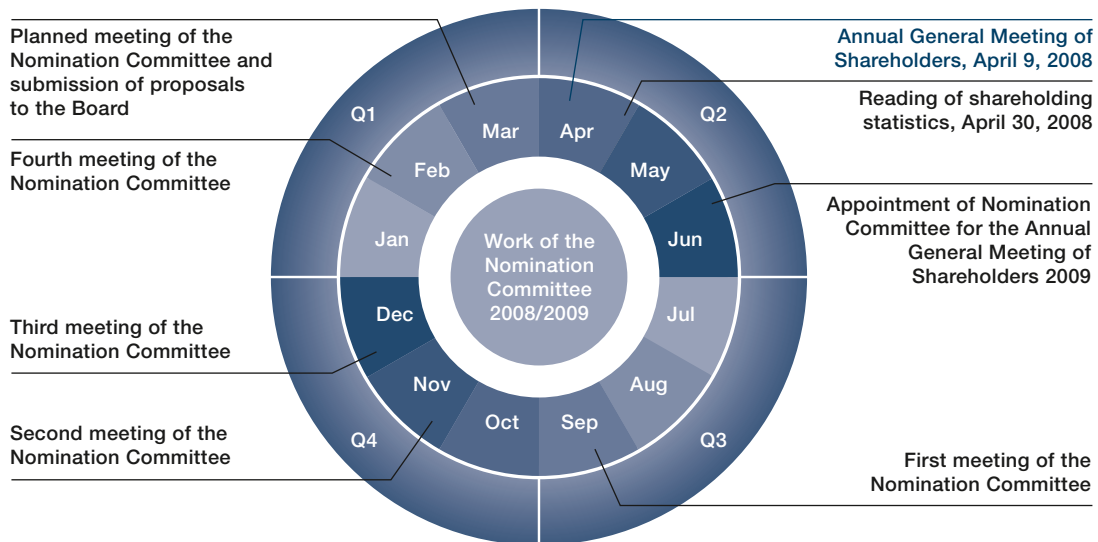 Planned meeting of the
Nomination Committee and
submission of proposals
to the Board
Fourth meeting of the
Nomination Committee
Third meeting of the
Nomination Committee
Second meeting of the
Nomination Committee
Annual General Meeting of
Shareholders, April 9, 2008
Reading of shareholding
statistics, April 30, 2008
Appointment of Nomination
Committee for the Annual
General Meeting of
Shareholders 2009
First meeting of the
Nomination Committee
Q1
Q2
Q3
Q4
Jan
Feb
Mar
Apr
May
Jun
Jul
Aug
Sep
Oct
Nov
Dec
Work of the
Nomination
Committee
2008/2009